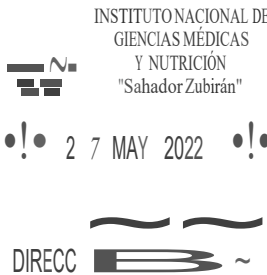 INSTITUTO NACIONAL DE
GIENCIAS MÉDICAS
Y NUTRICIÓN
"Sahador Zubirán"
•!• 2 7 MAY 2022 •!•
DIRECC